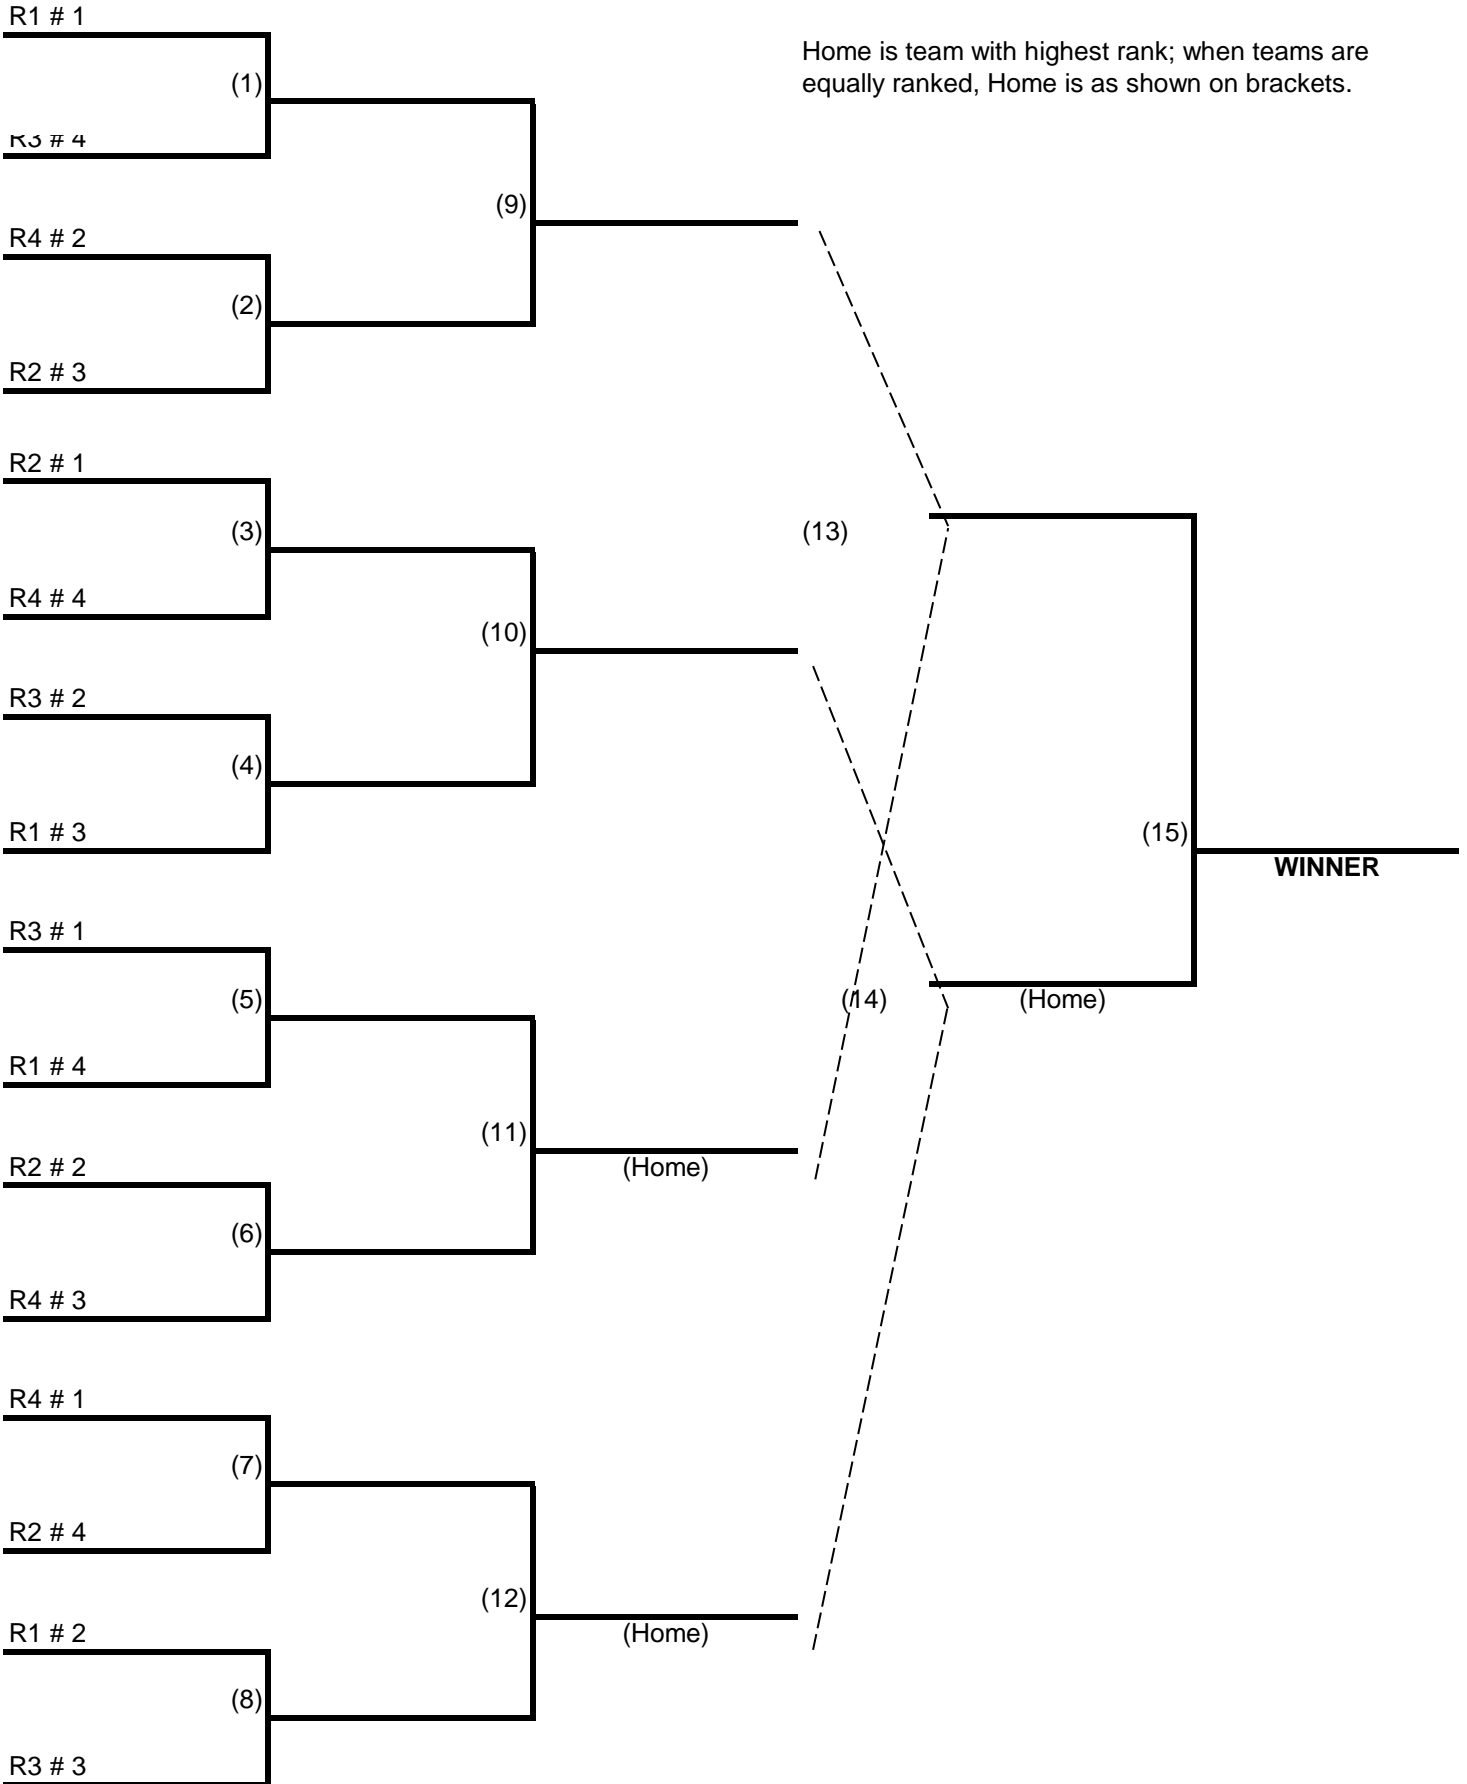 R1 # 1
Home is team with highest rank; when teams are
equally ranked, Home is as shown on brackets.
(1)
R3 # 4
(9)
R4 # 2
(2)
R2 # 3
R2 # 1
(3)
(13)
R4 # 4
(10)
R3 # 2
(4)
R1 # 3
(15)
WINNER
R3 # 1
(5)
(14)
(Home)
R1 # 4
(11)
R2 # 2
(Home)
(6)
R4 # 3
R4 # 1
(7)
R2 # 4
(12)
R1 # 2
(Home)
(8)
R3 # 3